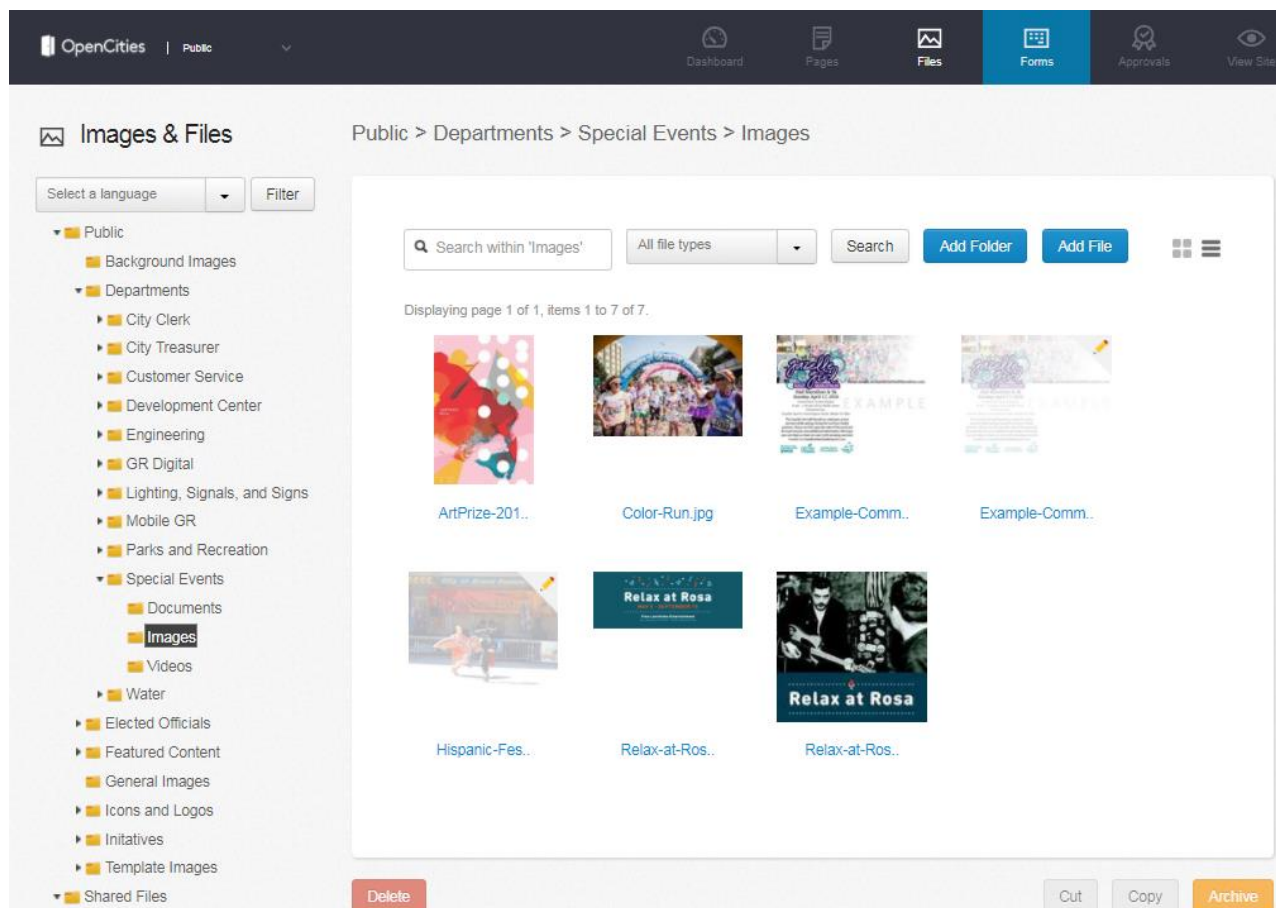 OpenCities | Public
Dashboard
Pages
Files
Forms
Approvals
View Site
Images & Files
Public > Departments > Special Events > Images
Select a language
Filter
Public
Background Images
Departments
City Clerk
City Treasurer
Customer Service
Development Center
Engineering
GR Digital
Lighting, Signals, and Signs
Mobile GR
Parks and Recreation
Special Events
Documents
Images
Videos
Water
Elected Officials
Featured Content
General Images
Icons and Logos
Initatives
Template Images
Shared Files
Search within 'Images'
All file types
Search
Add Folder
Add File
Displaying page 1 of 1, items 1 to 7 of 7.
EXAMPLE
ArtPrize-201..
Color-Run.jpg
Example-Comm..
Example-Comm..
Relax at Rosa
Relax at Rosa
Hispanic-Fes..
Relax-at-Ros..
Relax-at-Ros..
Delete
Cut
Copy
Archive